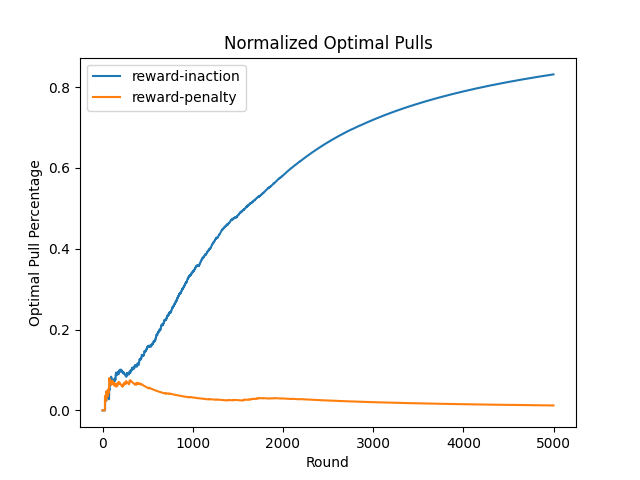 Normalized Optimal Pulls
reward-inaction
reward-penalty
Optimal Pull Percentage
0.8
0.6
0.4
0.2
0.0
0 1000 2000 3000 4000 5000
Round